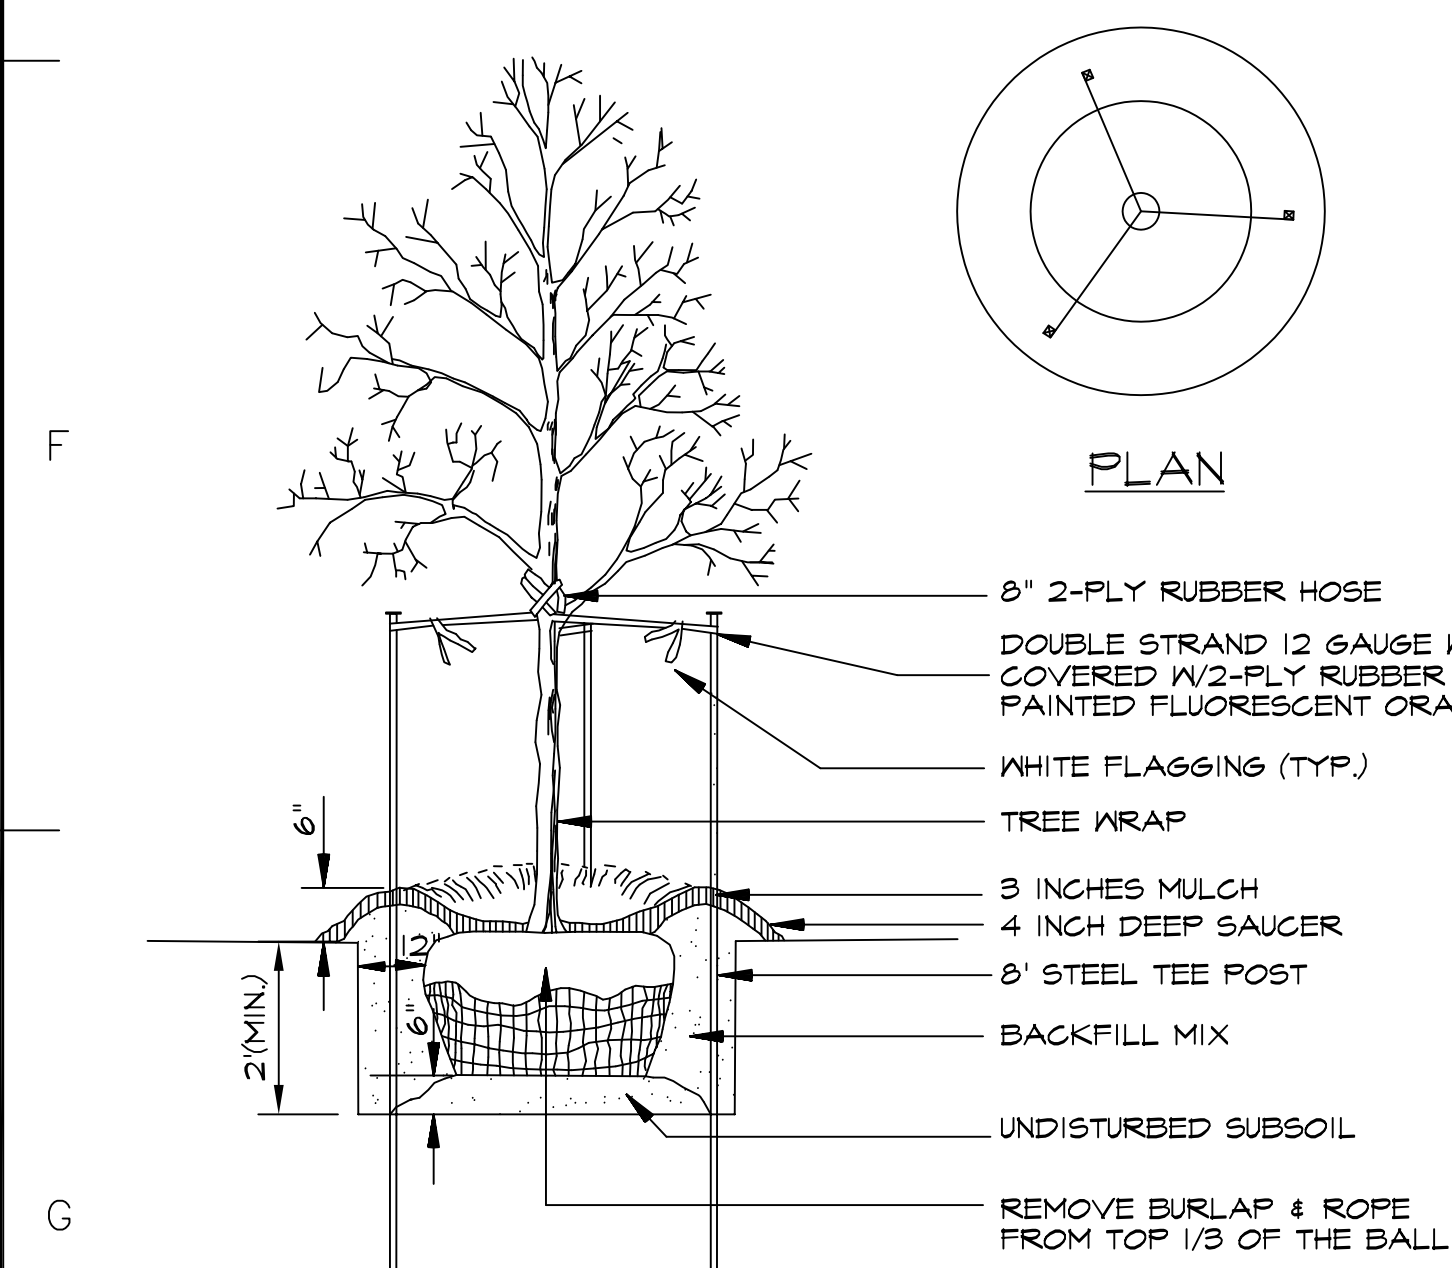 F
PLAN
8" 2-PLY RUBBER HOSE
DOUBLE STRAND 12 GAUGE
COVERED W/2-PLY RUBBER
PAINTED FLUORESCENT
WHITE FLAGGING (TYP.)
TREE WRAP
6"
3 INCHES MULCH
4 INCH DEEP SAUCER
12"
8' STEEL TEE POST
2'(MIN.)
6"
BACKFILL MIX
UNDISTURBED SUBSOIL
G
REMOVE BURLAP & ROPE
FROM TOP 1/3 OF THE BALL